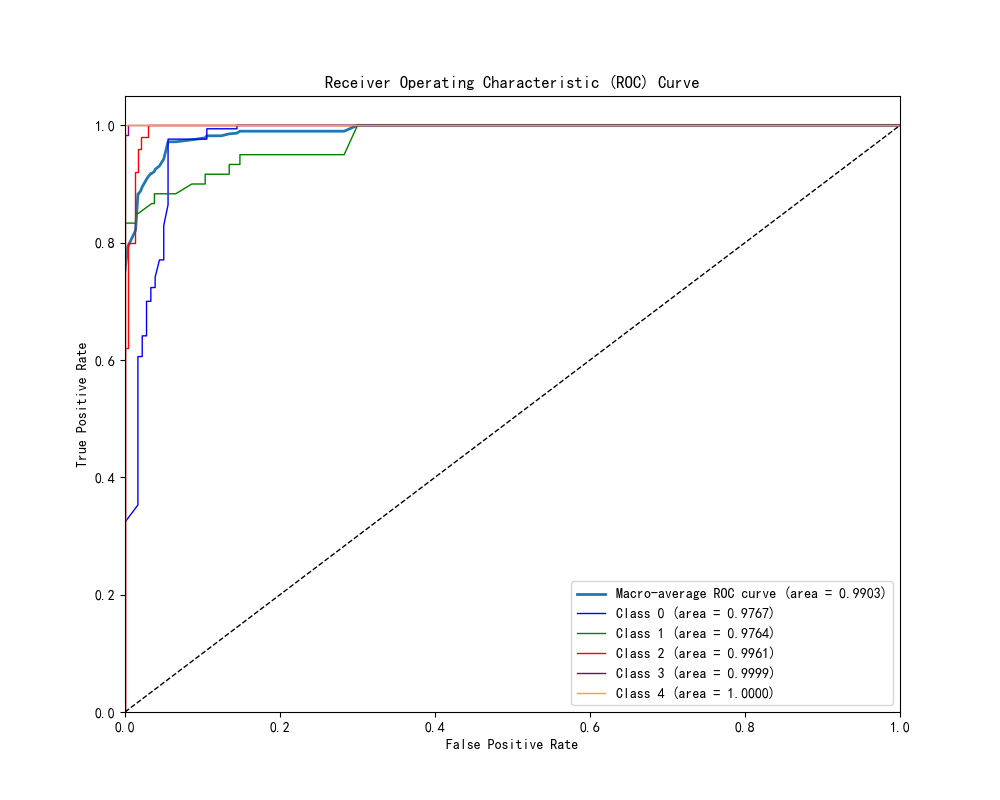 Receiver Operating Characteristic (ROC) Curve
True Positive Rate
1.0
0.8
0.6
0.4
0.2
0.0
Macro-average ROC curve (area = 0.9903)
Class 0 (area = 0.9767)
Class 1 (area = 0.9764)
Class 2 (area = 0.9961)
Class 3 (area = 0.9999)
Class 4 (area = 1.0000)
0.0 0.2 0.4 0.6 0.8 1.0
False Positive Rate